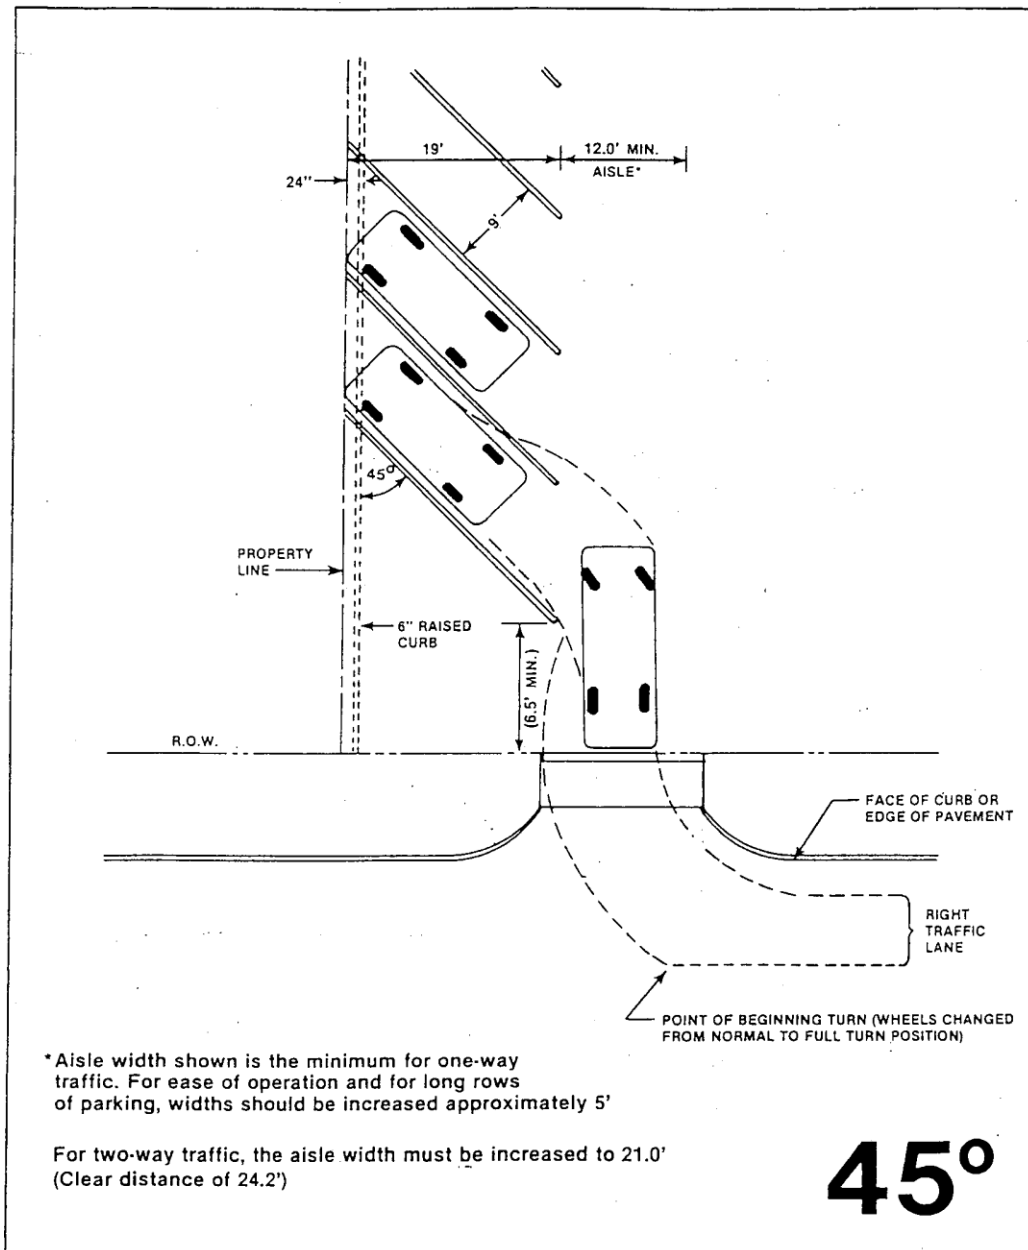 19'
12.0' MIN.
AISLE*
24"
9'
45°
PROPERTY
LINE
6" RAISED
CURB
(6.5' MIN.)
R.O.W.
FACE OF CURB OR
EDGE OF PAVEMENT
RIGHT
TRAFFIC
LANE
POINT OF BEGINNING TURN (WHEELS CHANGED
FROM NORMAL TO FULL TURN POSITION)
*Aisle width shown is the minimum for one-way
traffic. For ease of operation and for long rows
of parking, widths should be increased approximately 5'
For two-way traffic, the aisle width must be increased to 21.0'
(Clear distance of 24.2')
45°